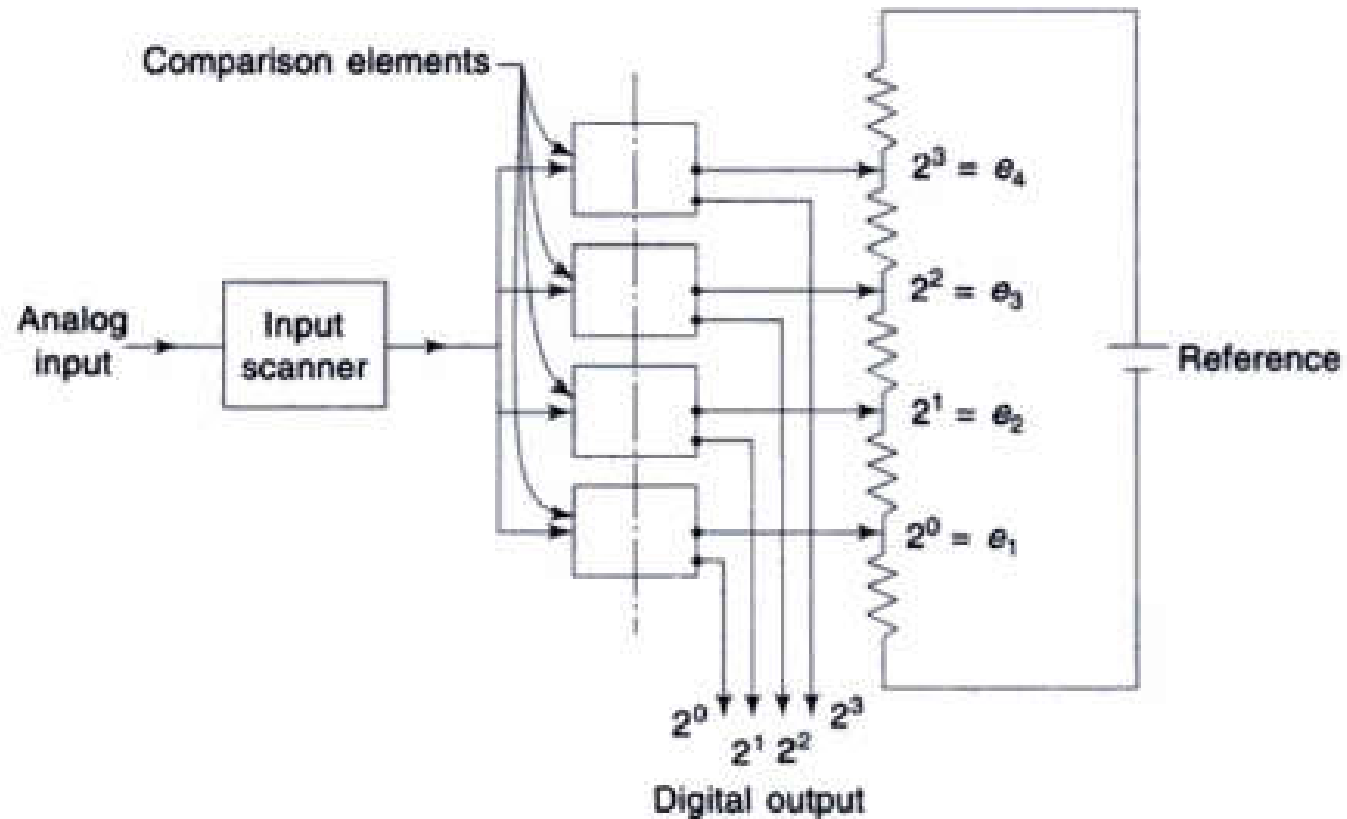 Comparison elements
2³ = e₄
2² = e₃
Analog
input
Input
scanner
Reference
2¹ = e₂
2⁰ = e₁
2⁰
2¹
2²
2³
Digital output